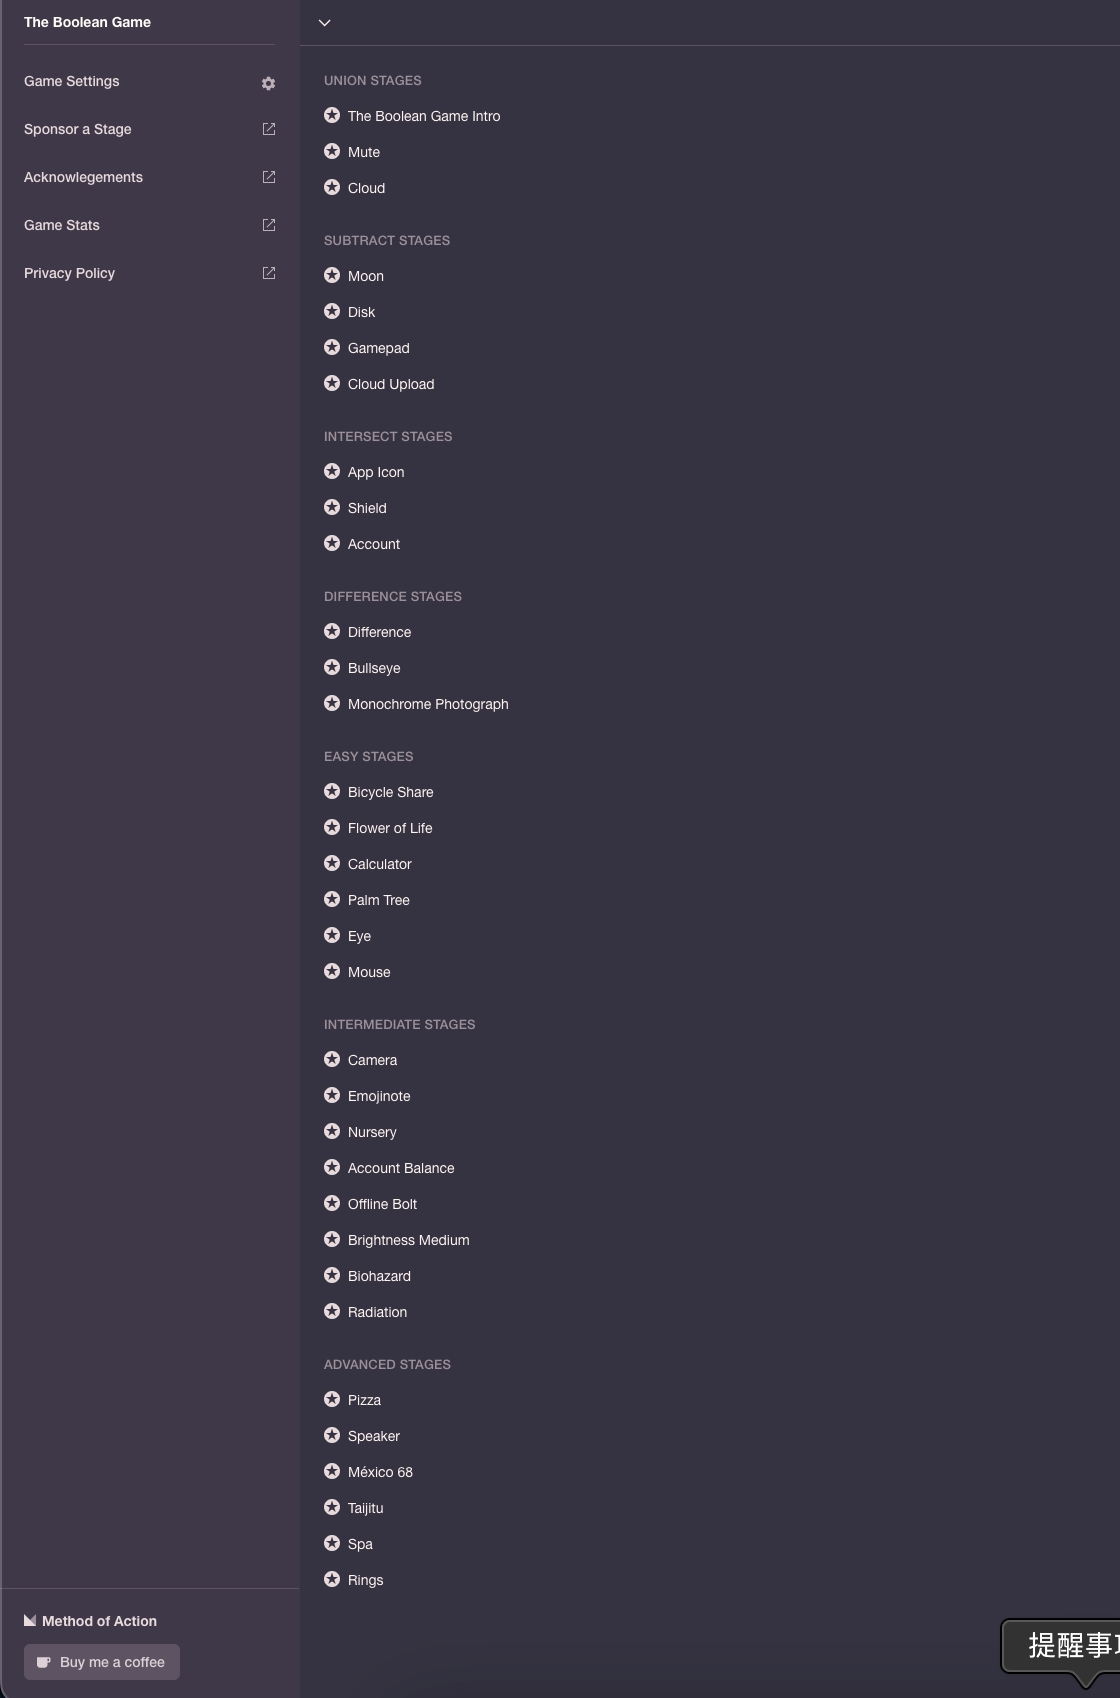 The Boolean Game
Game Settings
Sponsor a Stage
Acknowlegements
Game Stats
Privacy Policy
UNION STAGES
The Boolean Game Intro
Mute
Cloud
SUBTRACT STAGES
Moon
Disk
Gamepad
Cloud Upload
INTERSECT STAGES
App Icon
Shield
Account
DIFFERENCE STAGES
Difference
Bullseye
Monochrome Photograph
EASY STAGES
Bicycle Share
Flower of Life
Calculator
Palm Tree
Eye
Mouse
INTERMEDIATE STAGES
Camera
Emojinote
Nursery
Account Balance
Offline Bolt
Brightness Medium
Biohazard
Radiation
ADVANCED STAGES
Pizza
Speaker
México 68
Taijitu
Spa
Rings
Method of Action
Buy me a coffee
提醒事